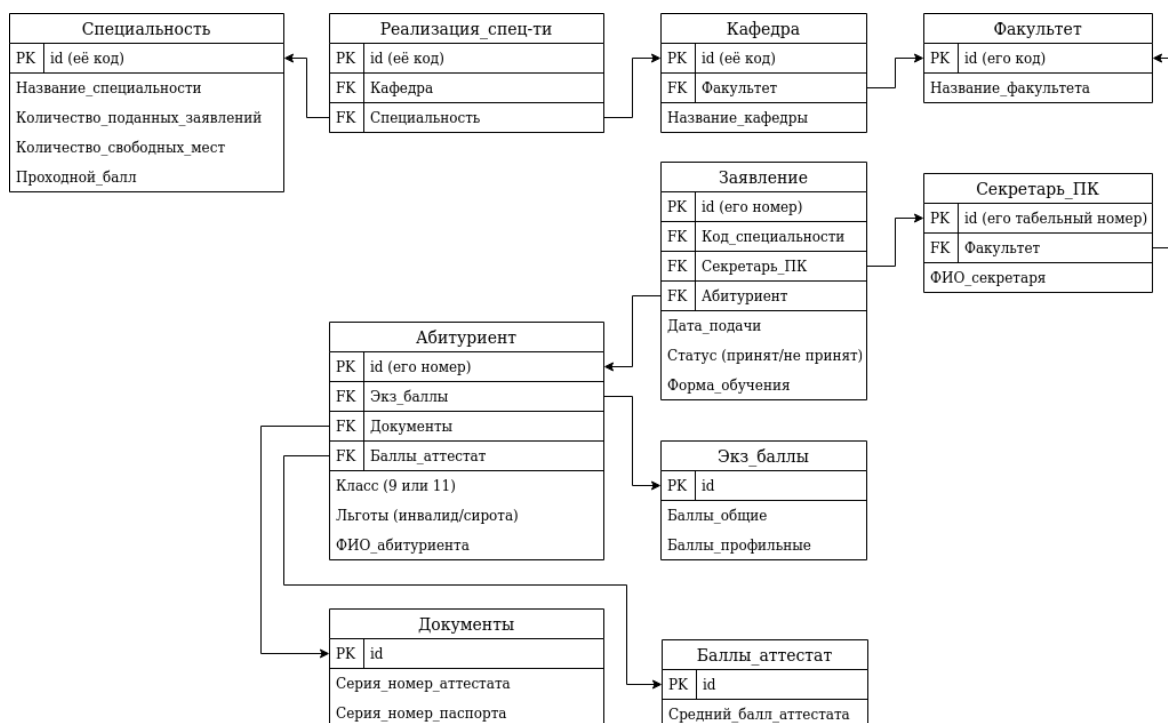 Специальность
PK id (её код)
Название_специальности
Количество_поданных_заявлений
Количество_свободных_мест
Проходной_балл
Реализация_спец-ти
PK id (её код)
FK Кафедра
FK Специальность
Кафедра
PK id (её код)
FK Факультет
Название_кафедры
Факультет
PK id (его код)
Название_факультета
Заявление
PK id (его номер)
FK Код_специальности
FK Секретарь_ПК
FK Абитуриент
Дата_подачи
Статус (принят/не принят)
Форма_обучения
Секретарь_ПК
PK id (его табельный номер)
FK Факультет
ФИО_секретаря
Абитуриент
PK id (его номер)
FK Экз_баллы
FK Документы
FK Баллы_аттестат
Класс (9 или 11)
Льготы (инвалид/сирота)
ФИО_абитуриента
Экз_баллы
PK id
Баллы_общие
Баллы_профильные
Документы
PK id
Серия_номер_аттестата
Серия_номер_паспорта
Баллы_аттестат
PK id
Средний_балл_аттестата